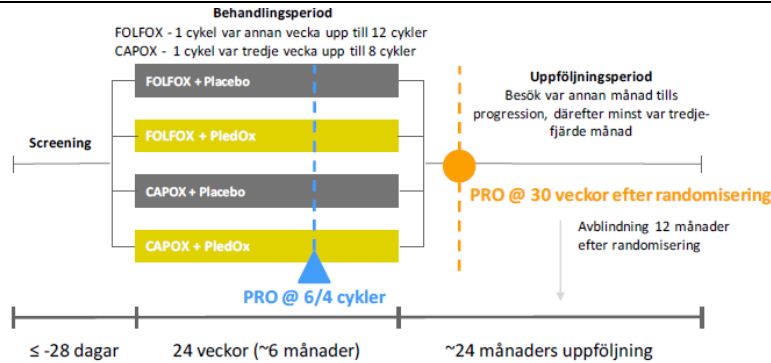 Behandlingsperiod
FOLFOX - 1 cykel var annan vecka upp till 12 cykler
CAPOX - 1 cykel var tredje vecka upp till 8 cykler
Screening
FOLFOX + Placebo
FOLFOX + PledOx
CAPOX + Placebo
CAPOX + PledOx
PRO @ 6/4 cykler
Uppföljningsperiod
Besök var annan månad tills
progression, därefter minst var tredje-
fjärde månad
PRO @ 30 veckor efter randomisering
Avblindning 12 månader
efter randomisering
≤ -28 dagar
24 veckor (~6 månader)
~24 månaders uppföljning